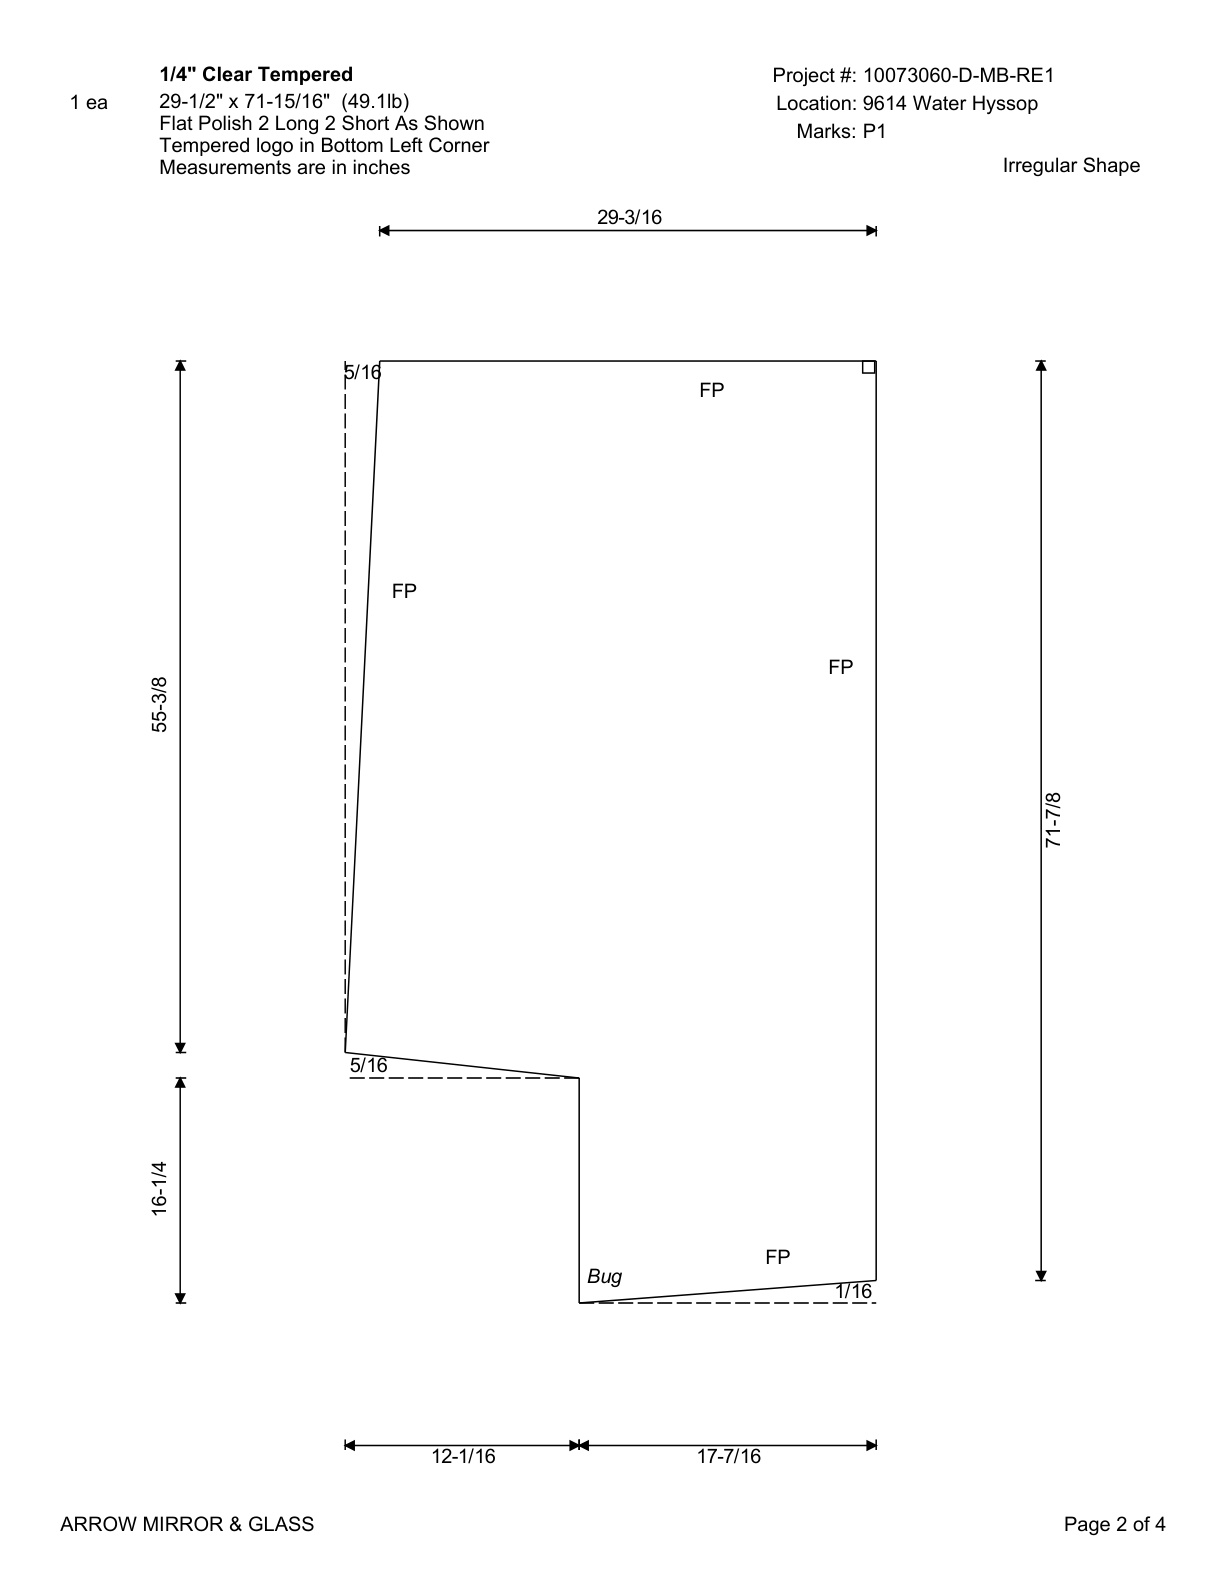 1/4" Clear Tempered
Project #: 10073060-D-MB-RE1
1 ea
29-1/2" x 71-15/16" (49.1lb)
Location: 9614 Water Hyssop
Flat Polish 2 Long 2 Short As Shown
Marks: P1
Tempered logo in Bottom Left Corner
Measurements are in inches
Irregular Shape
29-3/16
5/16
FP
FP
FP
55-3/8
71-7/8
5/16
16-1/4
FP
Bug
1/16
12-1/16
17-7/16
ARROW MIRROR & GLASS
Page 2 of 4